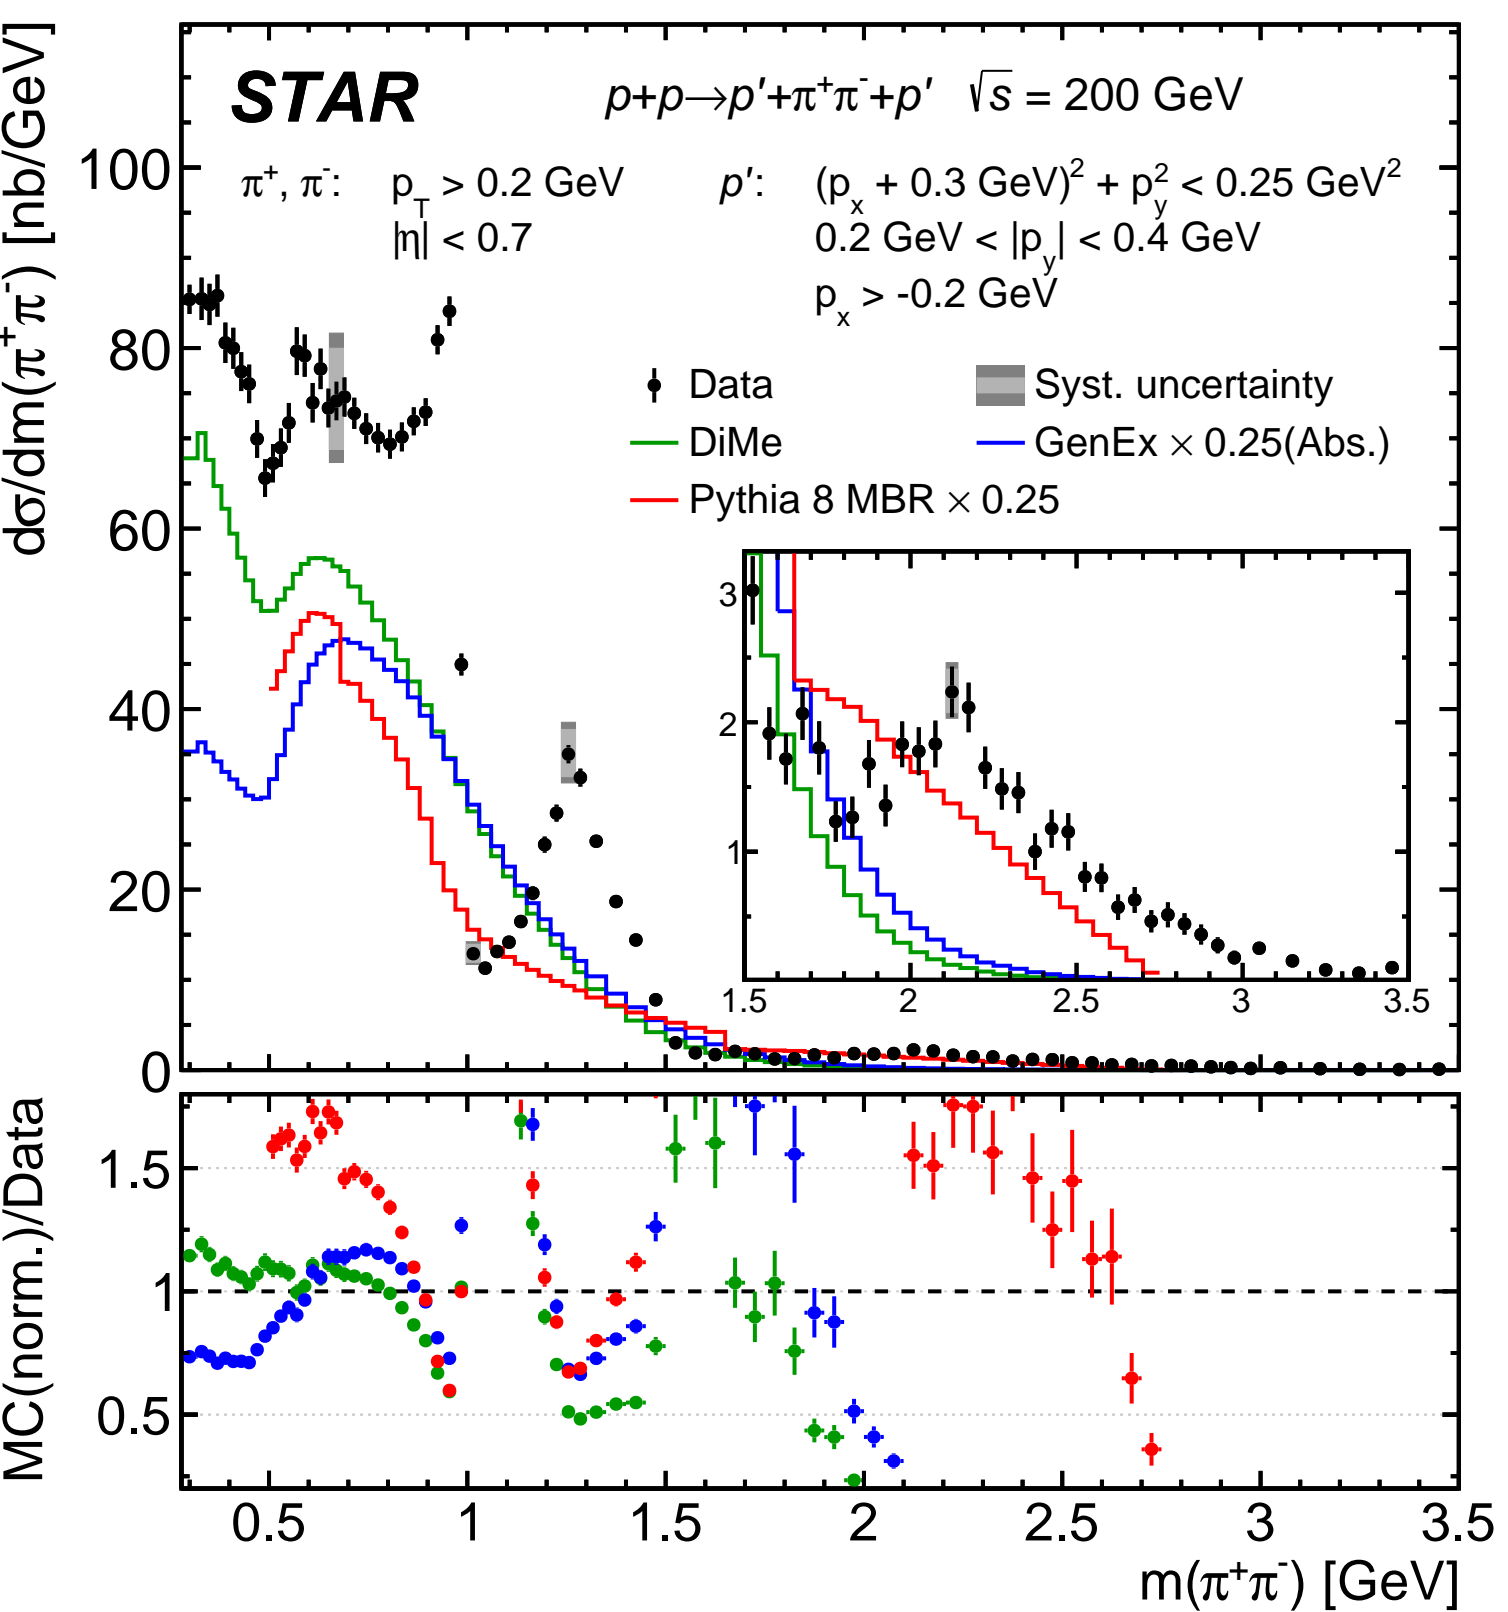 STAR
p+p→p′+π⁺π⁻+p′ √s = 200 GeV
π⁺, π⁻: p_T > 0.2 GeV
|η| < 0.7
p′: (p_x + 0.3 GeV)² + p_y² < 0.25 GeV²
0.2 GeV < |p_y| < 0.4 GeV
p_x > -0.2 GeV
Data
Syst. uncertainty
DiMe
GenEx × 0.25(Abs.)
Pythia 8 MBR × 0.25
dσ/dm(π⁺π⁻) [nb/GeV]
100
80
60
40
20
0
3
2
1
1.5 2 2.5 3 3.5
MC(norm.)/Data
1.5
1
0.5
0.5 1 1.5 2 2.5 3 3.5
m(π⁺π⁻) [GeV]